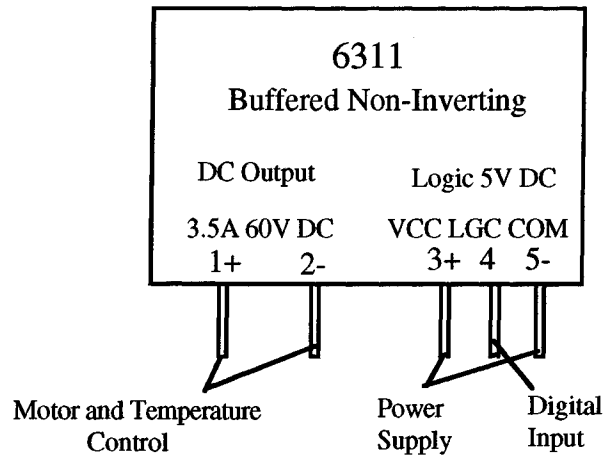 6311
Buffered Non-Inverting
DC Output
Logic 5V DC
3.5A 60V DC
VCC LGC COM
1+ 2-
3+ 4 5-
Motor and Temperature
Control
Power
Supply
Digital
Input